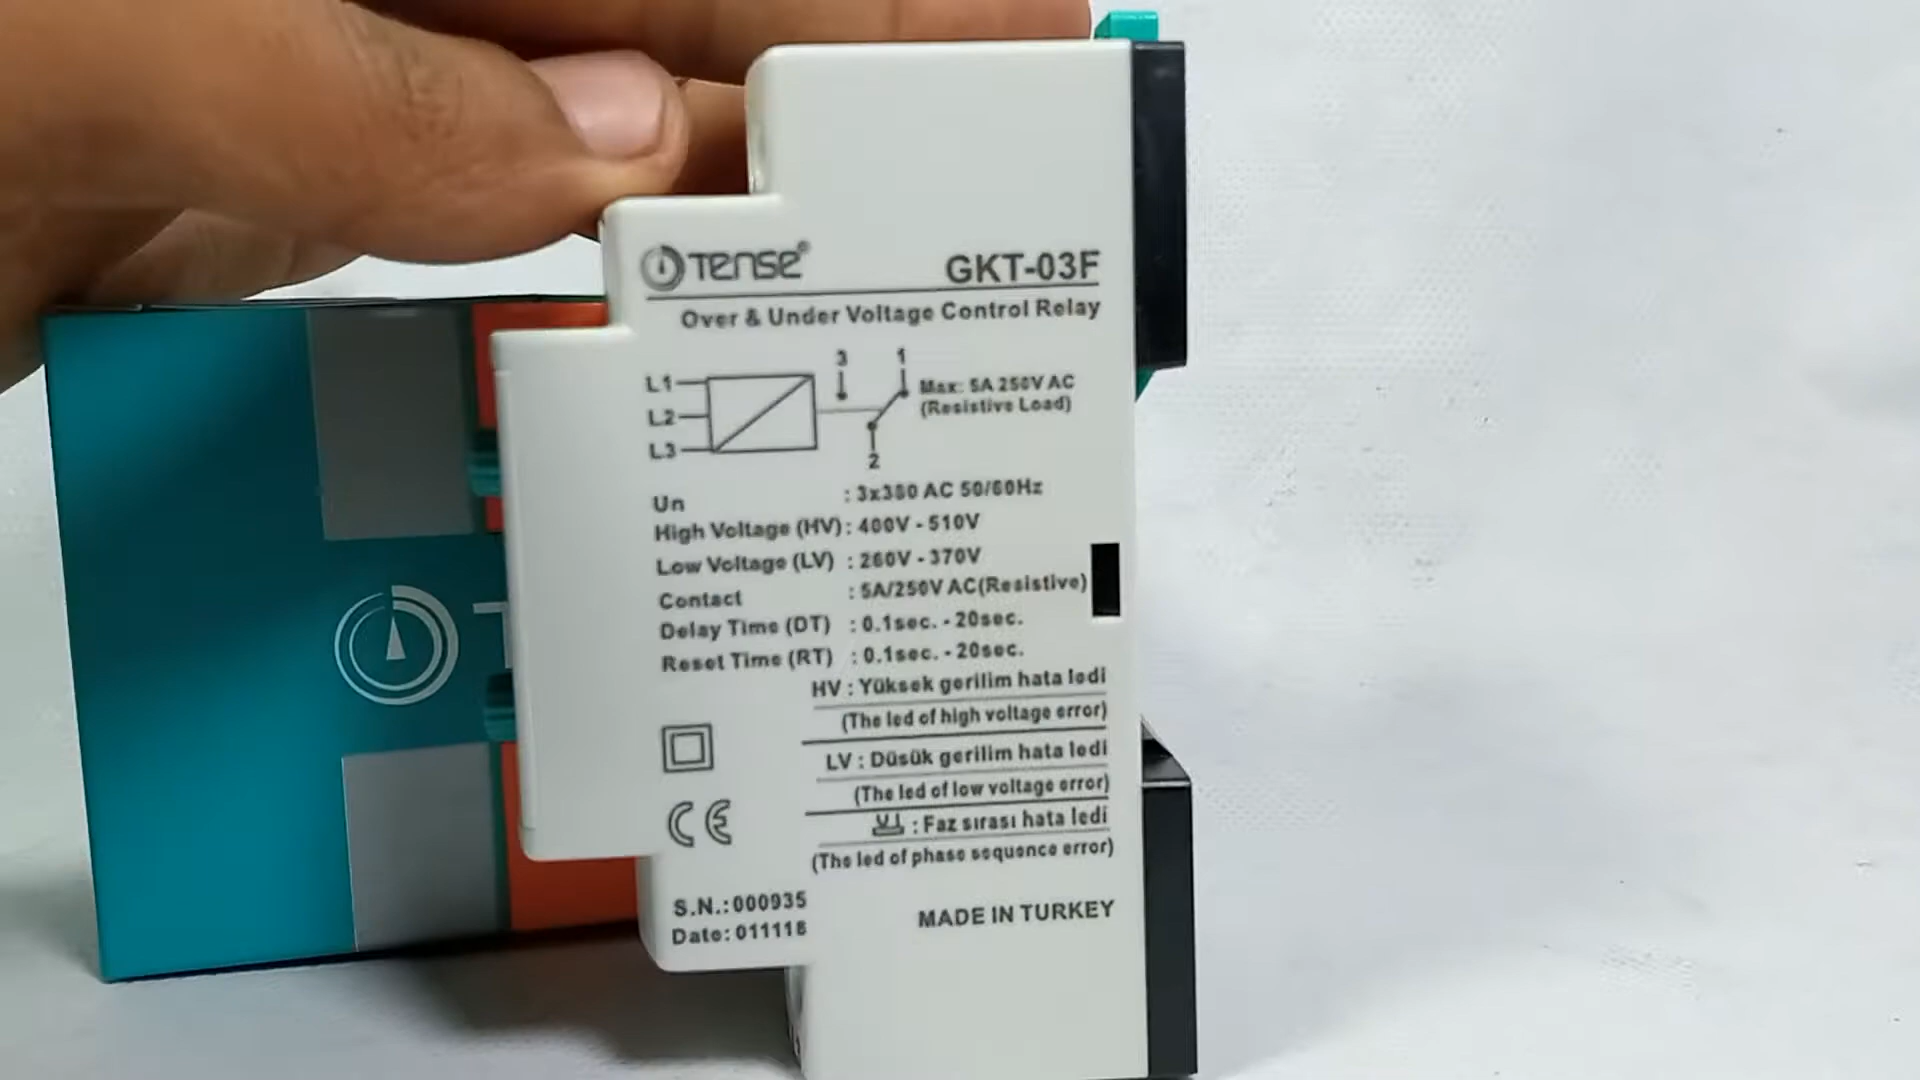 TENSE® GKT-03F
Over & Under Voltage Control Relay
3 1
L1
Max: 5A 250V AC
L2
(Resistive Load)
L3
2
Un : 3x380 AC 50/60Hz
High Voltage (HV) : 400V - 510V
Low Voltage (LV) : 260V - 370V
Contact : 5A/250V AC(Resistive)
Delay Time (DT) : 0.1sec. - 20sec.
Reset Time (RT) : 0.1sec. - 20sec.
HV : Yüksek gerilim hata ledi
(The led of high voltage error)
LV : Düsük gerilim hata ledi
(The led of low voltage error)
: Faz sırası hata ledi
(The led of phase sequence error)
CE
S.N.:000935
Date:011118
MADE IN TURKEY